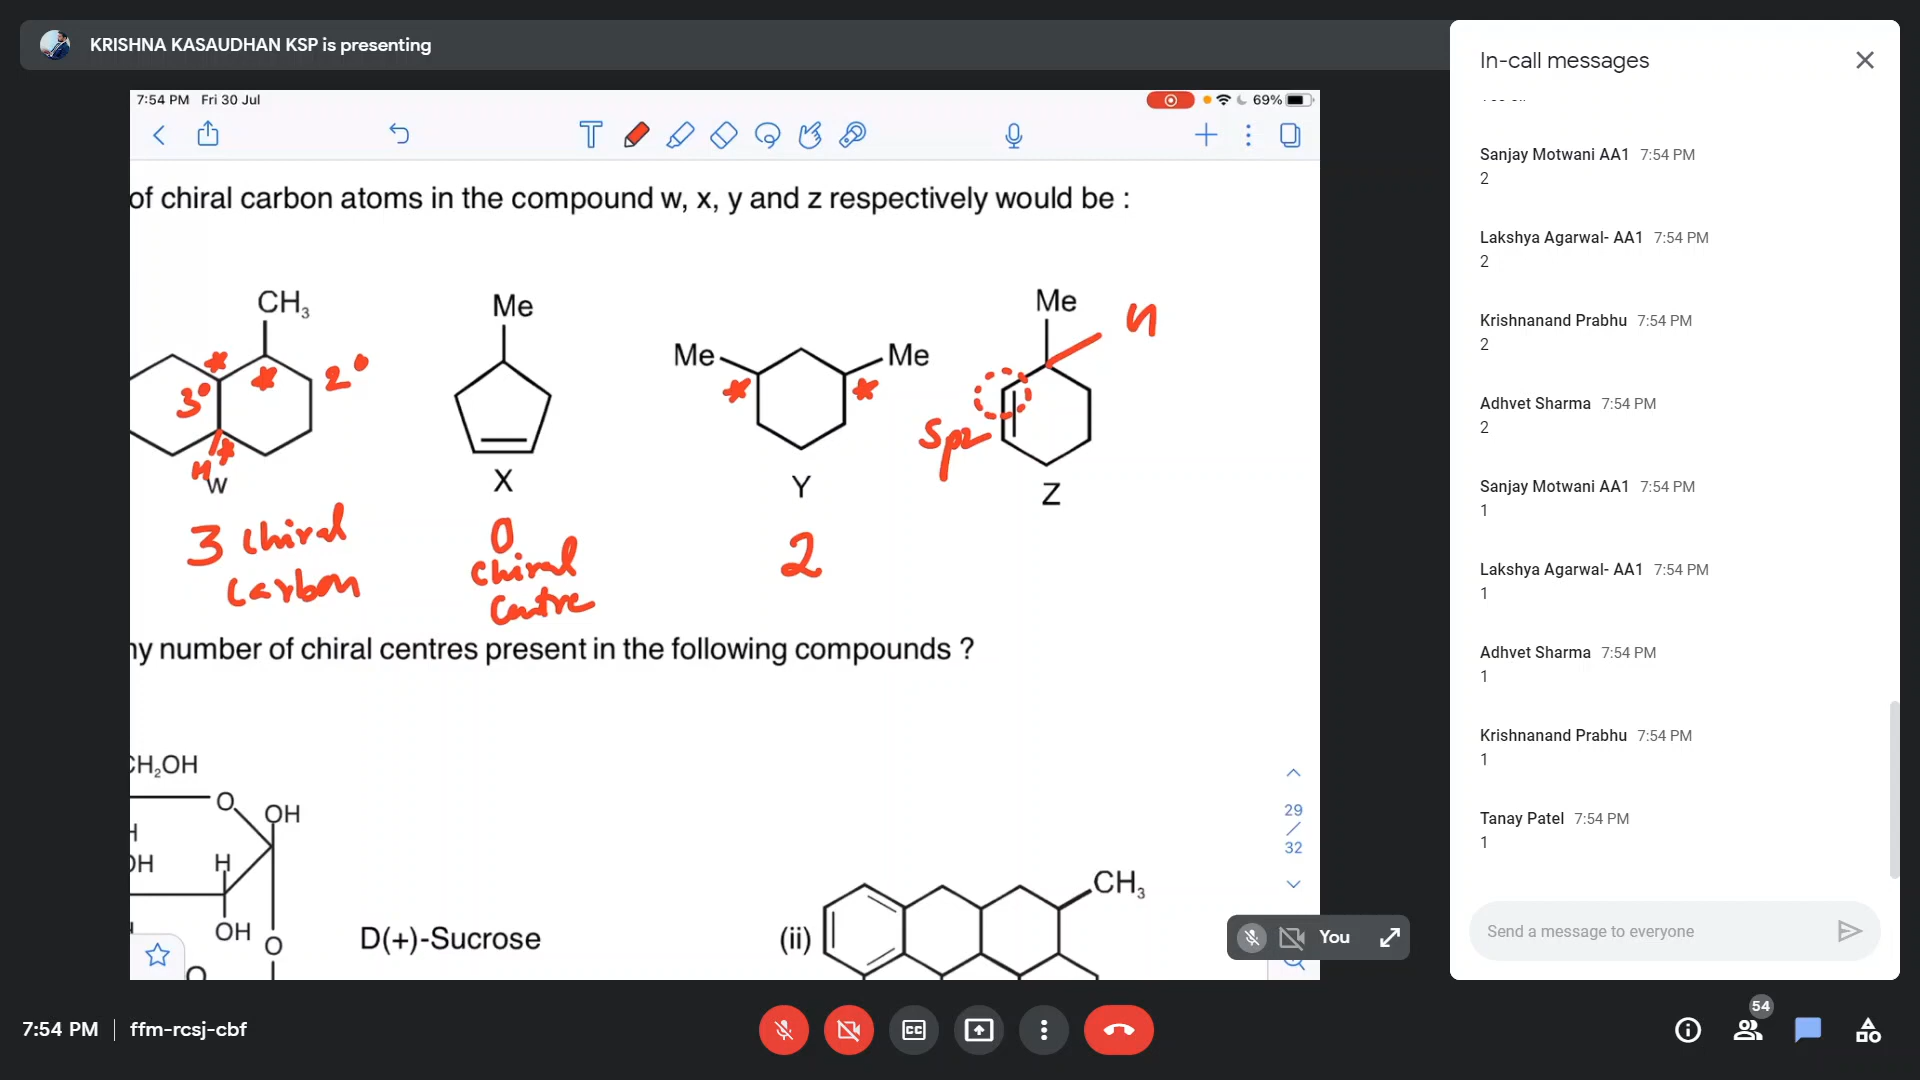 KRISHNA KASAUDHAN KSP is presenting
7:54 PM Fri 30 Jul
69%
of chiral carbon atoms in the compound w, x, y and z respectively would be :
CH3
Me
Me
Me
Me
H
3°
2°
sp2
H
W
X
Y
Z
3 chiral carbon
0 chiral centre
2
ny number of chiral centres present in the following compounds ?
CH2OH
O
OH
H
OH
H
OH
O
O
D(+)-Sucrose
(ii)
CH3
29
/
32
You
In-call messages
Sanjay Motwani AA1 7:54 PM
2
Lakshya Agarwal- AA1 7:54 PM
2
Krishnanand Prabhu 7:54 PM
2
Adhvet Sharma 7:54 PM
2
Sanjay Motwani AA1 7:54 PM
1
Lakshya Agarwal- AA1 7:54 PM
1
Adhvet Sharma 7:54 PM
1
Krishnanand Prabhu 7:54 PM
1
Tanay Patel 7:54 PM
1
Send a message to everyone
7:54 PM | ffm-rcsj-cbf
CC
54